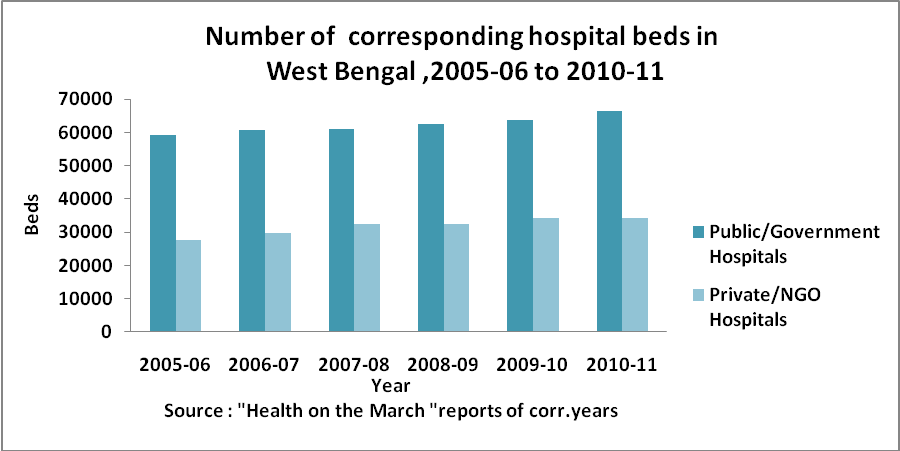 Number of corresponding hospital beds in
West Bengal ,2005-06 to 2010-11
70000
60000
50000
40000
30000
20000
10000
0
Beds
2005-06 2006-07 2007-08 2008-09 2009-10 2010-11
Year
Source : "Health on the March "reports of corr.years
Public/Government
Hospitals
Private/NGO
Hospitals